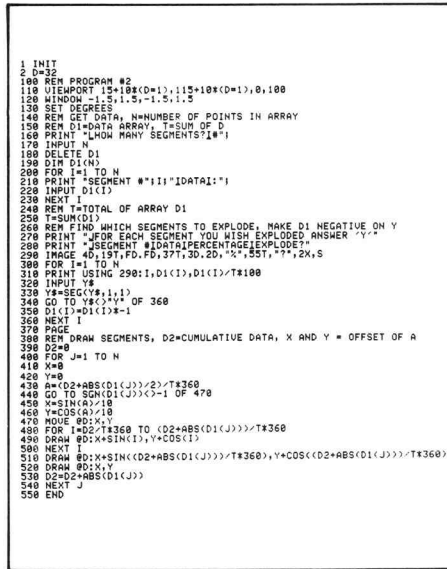 1 INIT
2 D=32
100 REM PROGRAM #2
110 VIEWPORT 15+10*(D=1),115+10*(D=1),0,100
120 WINDOW -1.5,1.5,-1.5,1.5
130 SET DEGREES
140 REM GET DATA, N=NUMBER OF POINTS IN ARRAY
150 REM D1=DATA ARRAY, T=SUM OF D
160 PRINT "LHOW MANY SEGMENTS?I#";
170 INPUT N
180 DELETE D1
190 DIM D1(N)
200 FOR I=1 TO N
210 PRINT "SEGMENT #";I;"IDATAI:";
220 INPUT D1(I)
230 NEXT I
240 REM T=TOTAL OF ARRAY D1
250 T=SUM(D1)
260 REM FIND WHICH SEGMENTS TO EXPLODE, MAKE D1 NEGATIVE ON Y
270 PRINT "JFOR EACH SEGMENT YOU WISH EXPLODED ANSWER 'Y'"
280 PRINT "JSEGMENT #IDATAIPERCENTAGEIEXPLODE?"
290 IMAGE 4D,19T,FD.FD,37T,3D.2D,"%",55T,"?",2X,S
300 FOR I=1 TO N
310 PRINT USING 290:I,D1(I),D1(I)/T*100
320 INPUT Y$
330 Y$=SEG(Y$,1,1)
340 GO TO Y$<>"Y" OF 360
350 D1(I)=D1(I)*-1
360 NEXT I
370 PAGE
380 REM DRAW SEGMENTS, D2=CUMULATIVE DATA, X AND Y = OFFSET OF A
390 D2=0
400 FOR J=1 TO N
410 X=0
420 Y=0
430 A=(D2+ABS(D1(J))/2)/T*360
440 GO TO SGN(D1(J))<>-1 OF 470
450 X=SIN(A)/10
460 Y=COS(A)/10
470 MOVE @D:X,Y
480 FOR I=D2/T*360 TO (D2+ABS(D1(J)))/T*360
490 DRAW @D:X+SIN(I),Y+COS(I)
500 NEXT I
510 DRAW @D:X+SIN((D2+ABS(D1(J)))/T*360),Y+COS((D2+ABS(D1(J)))/T*360)
520 DRAW @D:X,Y
530 D2=D2+ABS(D1(J))
540 NEXT J
550 END